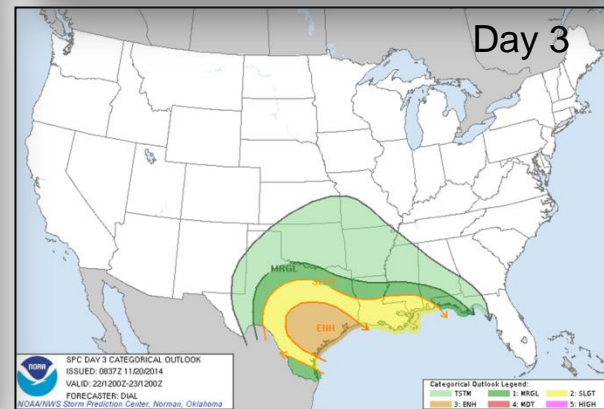 Day 3
MRGL
SLGT
ENH
noaa
SPC DAY 3 CATEGORICAL OUTLOOK
ISSUED: 0837Z 11/20/2014
VALID: 22/1200Z-23/1200Z
FORECASTER: DIAL
NOAA/NWS Storm Prediction Center, Norman, Oklahoma
Categorical Outlook Legend:
TSTM 1: MRGL 2: SLGT
3: ENH 4: MDT 5: HIGH